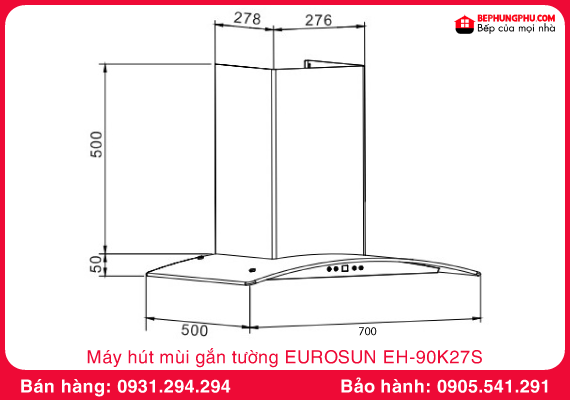 BEPHUNGPHU.COM
Bếp của mọi nhà
278
276
500
50
500
700
Máy hút mùi gắn tường EUROSUN EH-90K27S
Bán hàng: 0931.294.294
Bảo hành: 0905.541.291